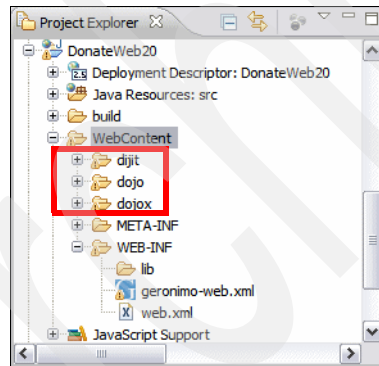 Project Explorer
DonateWeb20
Deployment Descriptor: DonateWeb20
Java Resources: src
build
WebContent
dijit
dojo
dojox
META-INF
WEB-INF
lib
geronimo-web.xml
web.xml
JavaScript Support